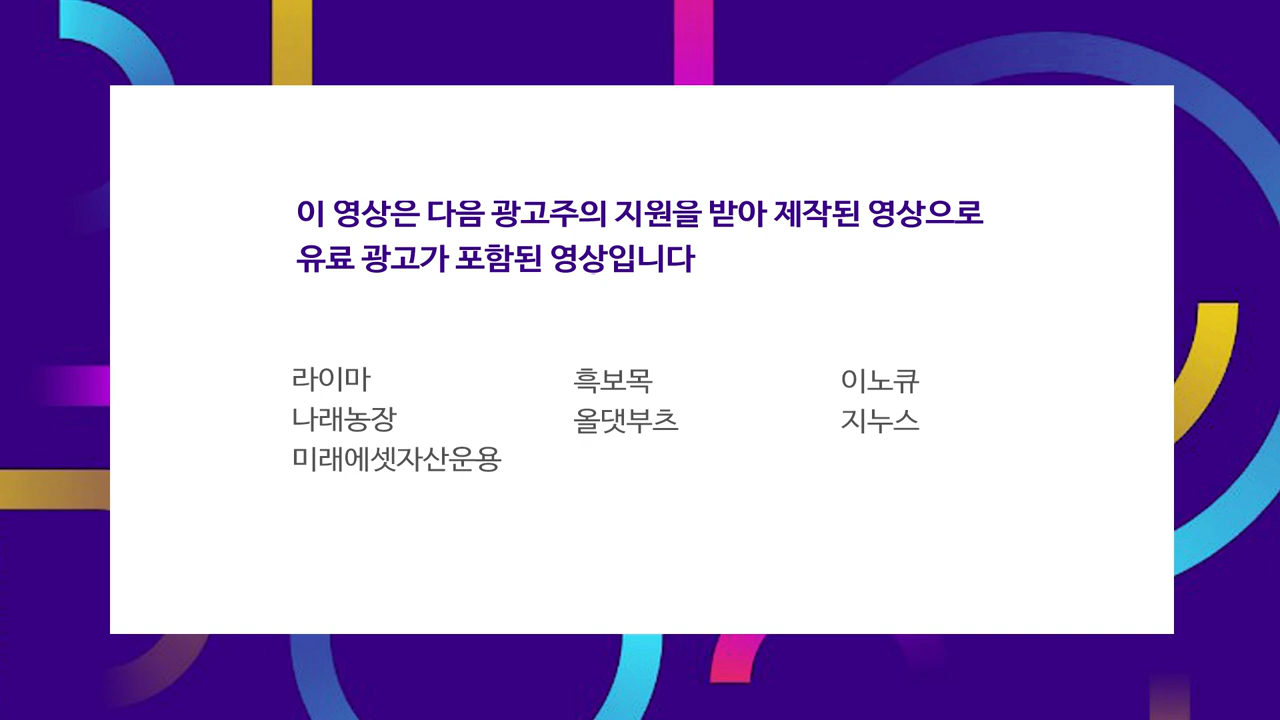 이 영상은 다음 광고주의 지원을 받아 제작된 영상으로
유료 광고가 포함된 영상입니다
라이마 흑보목 이노큐
나래농장 올댓부츠 지누스
미래에셋자산운용